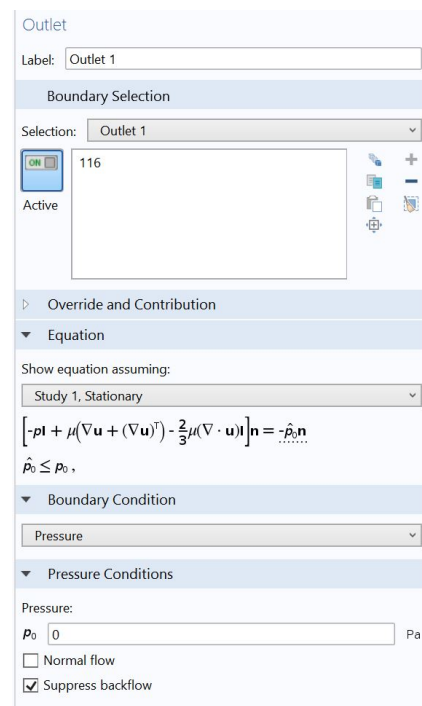 Outlet
Label: Outlet 1
Boundary Selection
Selection: Outlet 1
ON
116
Active
Override and Contribution
Equation
Show equation assuming:
Study 1, Stationary
[-pI + μ(∇u + (∇u)ᵀ) - 2/3 μ(∇ · u)I]n = -p̂₀n
p̂₀ ≤ p₀ ,
Boundary Condition
Pressure
Pressure Conditions
Pressure:
p₀ 0 Pa
Normal flow
Suppress backflow